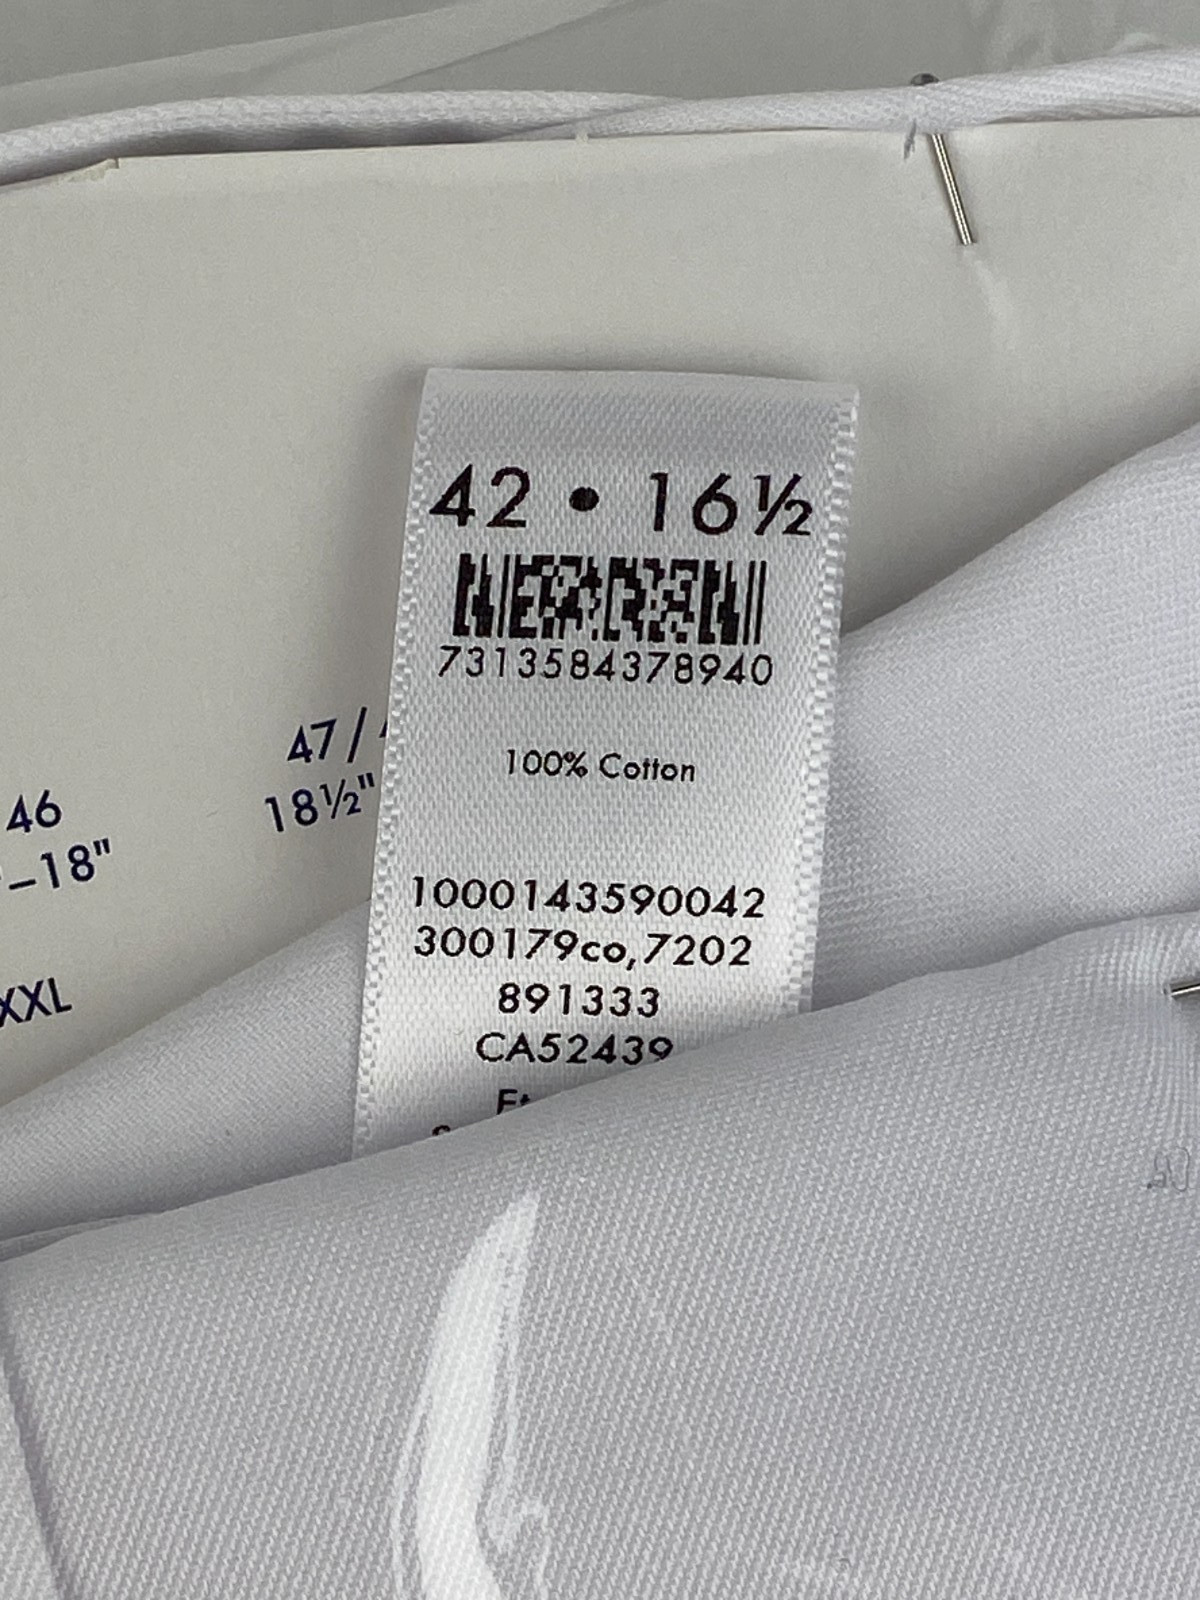 42 • 16½
7313584378940
100% Cotton
1000143590042
300179co,7202
891333
CA52439
47/
18½"
46
–18"
XXL